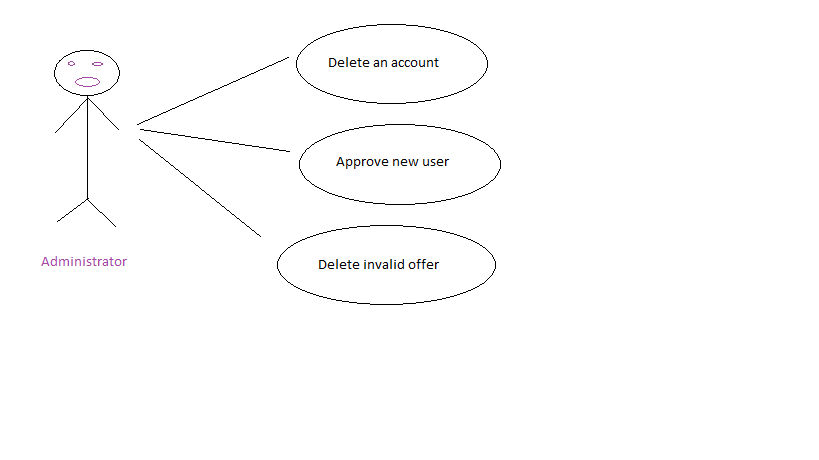 Delete an account
Approve new user
Delete invalid offer
Administrator